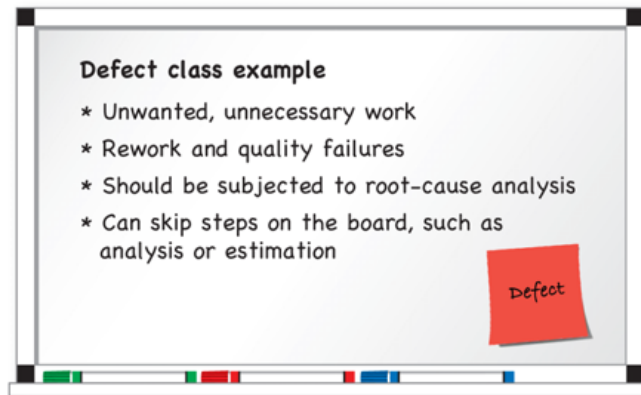 Defect class example
* Unwanted, unnecessary work
* Rework and quality failures
* Should be subjected to root-cause analysis
* Can skip steps on the board, such as
analysis or estimation
Defect